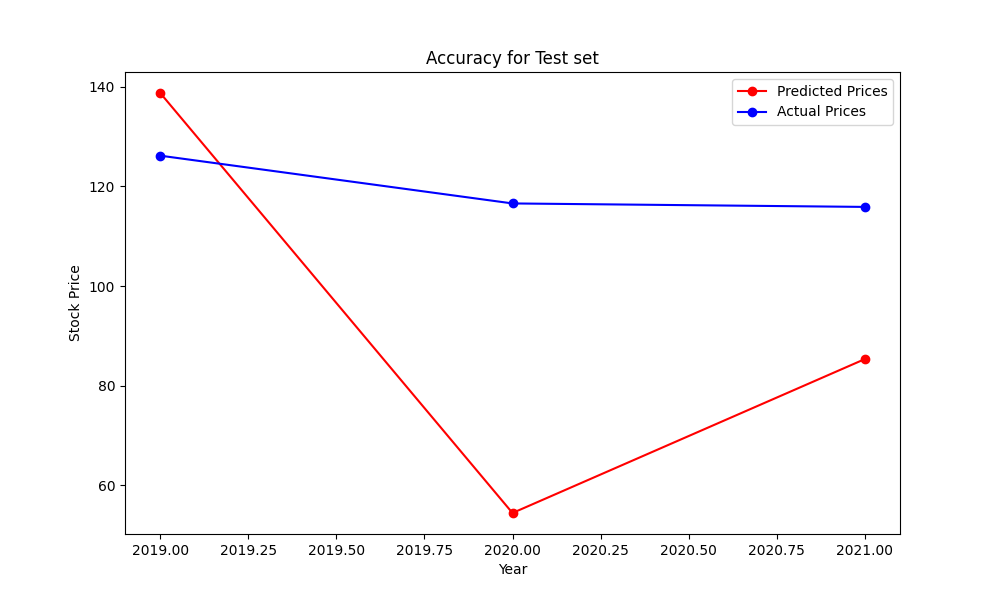 Accuracy for Test set
Predicted Prices
Actual Prices
140
120
100
80
60
Stock Price
2019.00 2019.25 2019.50 2019.75 2020.00 2020.25 2020.50 2020.75 2021.00
Year